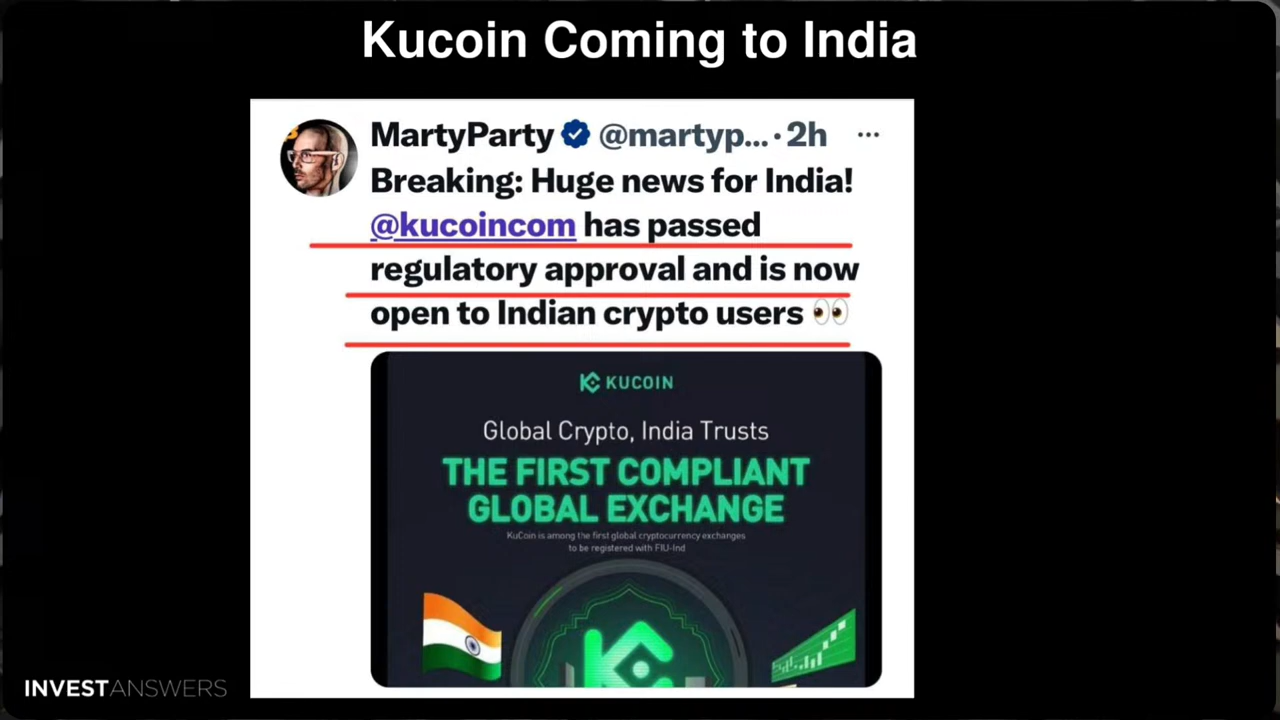 Kucoin Coming to India
MartyParty @martyp... · 2h ...
Breaking: Huge news for India!
@kucoincom has passed
regulatory approval and is now
open to Indian crypto users 👀
KUCOIN
Global Crypto, India Trusts
THE FIRST COMPLIANT
GLOBAL EXCHANGE
KuCoin is among the first global cryptocurrency exchanges
to be registered with FIU-Ind
INVESTANSWERS